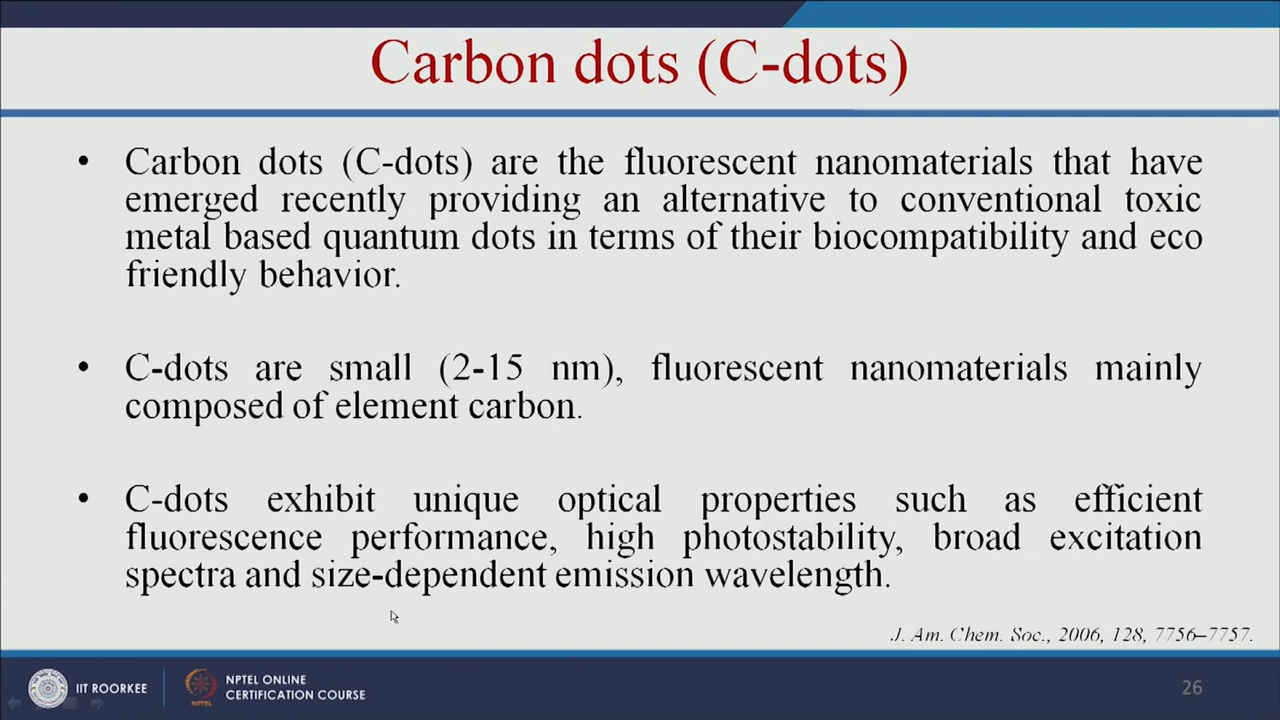 Carbon dots (C-dots)
• Carbon dots (C-dots) are the fluorescent nanomaterials that have
emerged recently providing an alternative to conventional toxic
metal based quantum dots in terms of their biocompatibility and eco
friendly behavior.
• C-dots are small (2-15 nm), fluorescent nanomaterials mainly
composed of element carbon.
• C-dots exhibit unique optical properties such as efficient
fluorescence performance, high photostability, broad excitation
spectra and size-dependent emission wavelength.
J. Am. Chem. Soc., 2006, 128, 7756–7757.
IIT ROORKEE
NPTEL
NPTEL ONLINE
CERTIFICATION COURSE
26